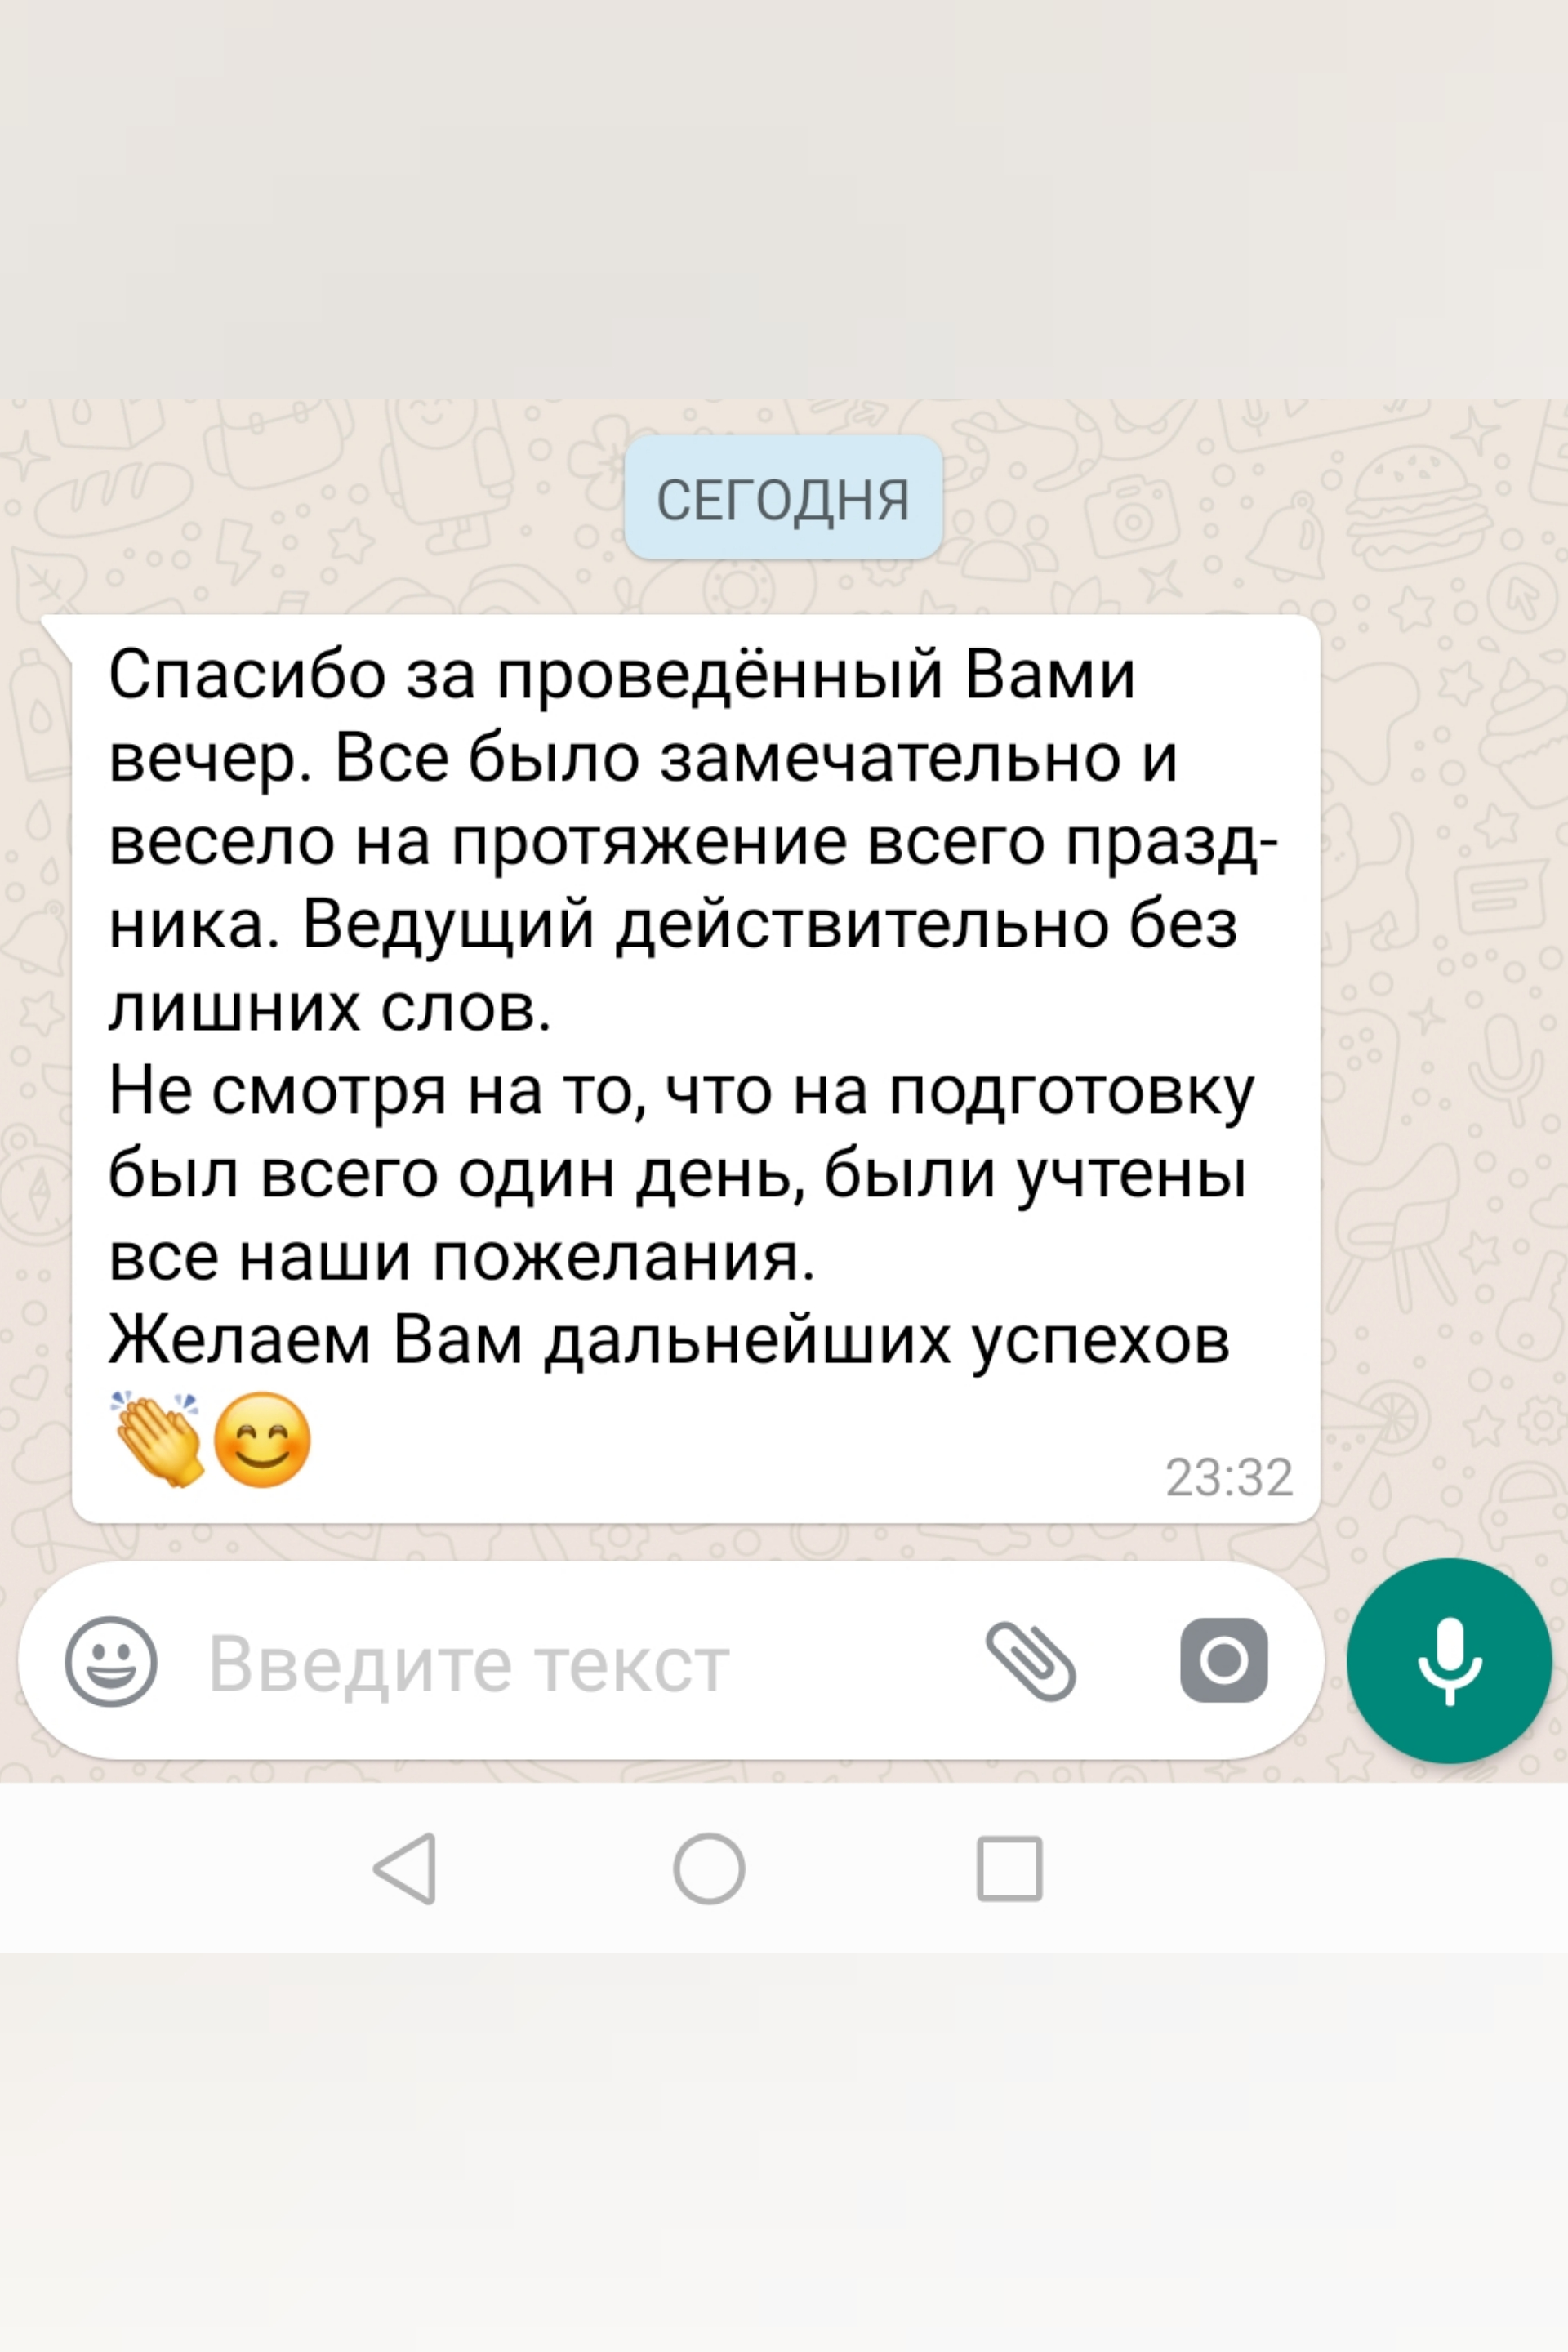 СЕГОДНЯ
Спасибо за проведённый Вами
вечер. Все было замечательно и
весело на протяжение всего празд-
ника. Ведущий действительно без
лишних слов.
Не смотря на то, что на подготовку
был всего один день, были учтены
все наши пожелания.
Желаем Вам дальнейших успехов
👏😊
23:32
Введите текст